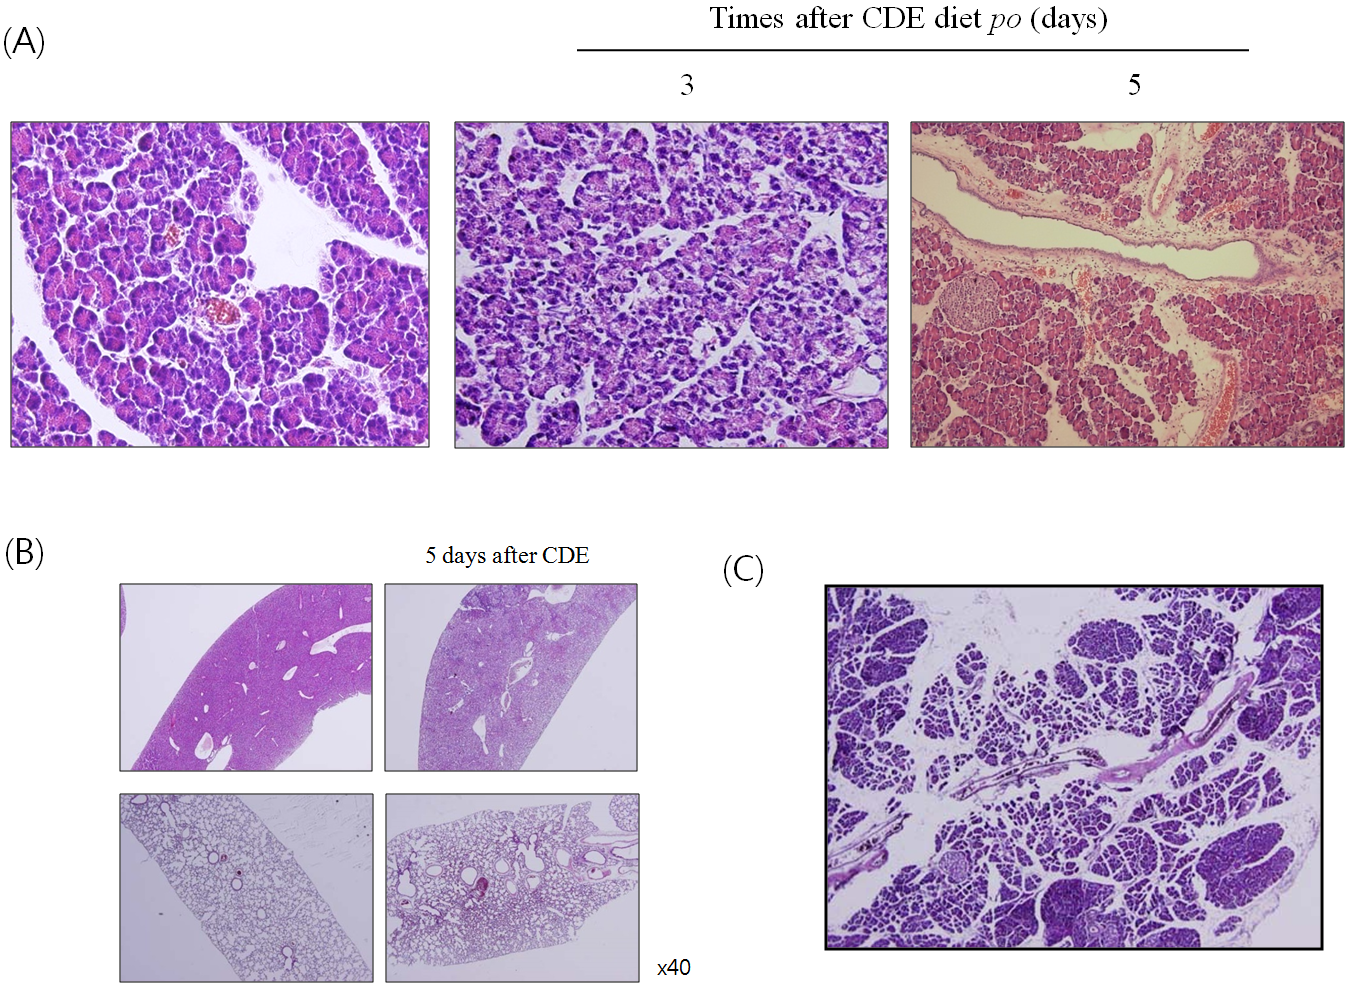 (A)
Times after CDE diet po (days)
3
5
(B)
5 days after CDE
(C)
x40